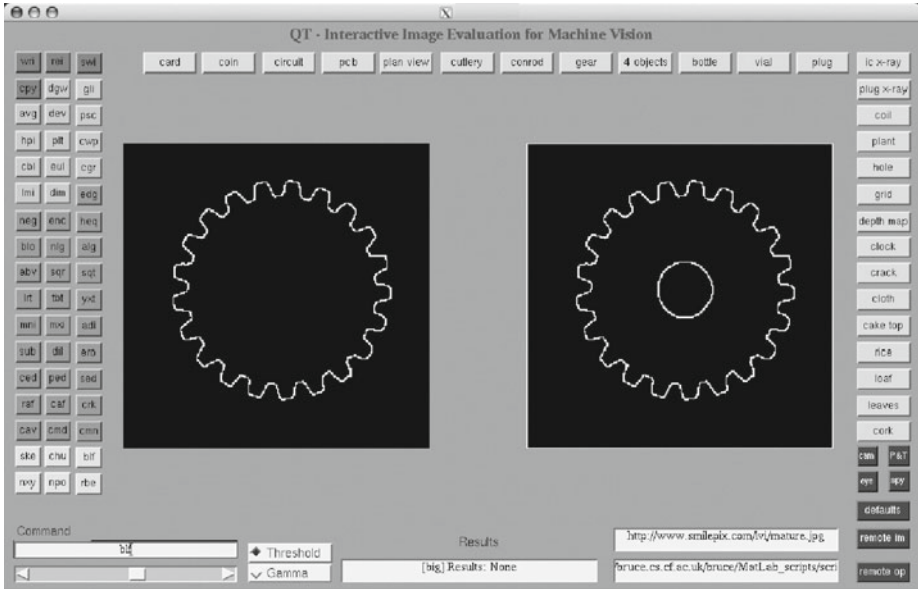 QT - Interactive Image Evaluation for Machine Vision
card coin circuit pcb plan view cutlery conrod gear 4 objects bottle vial plug ic x-ray
wri rni swi
cpy dgw gli plug x-ray
avg dev psc coil
hpi plt cwp plant
cbl eul cgr hole
lmi dim edg grid
neg enc heq depth map
blo nlg alg clock
abv sqr sqt crack
irt tbt yxt cloth
mni mxi adi cake top
sub dil ero rice
ced ped sed loaf
raf caf crk leaves
cav cmd cmn cork
ske chu blf cam P&T
nxy npo rbe eye spy
defaults
Command Results http://www.smilepix.com/lvi/mature.jpg remote im
Threshold
Gamma [big] Results: None /bruce.cs.cf.ac.uk/bruce/MatLab_scripts/scri remote op